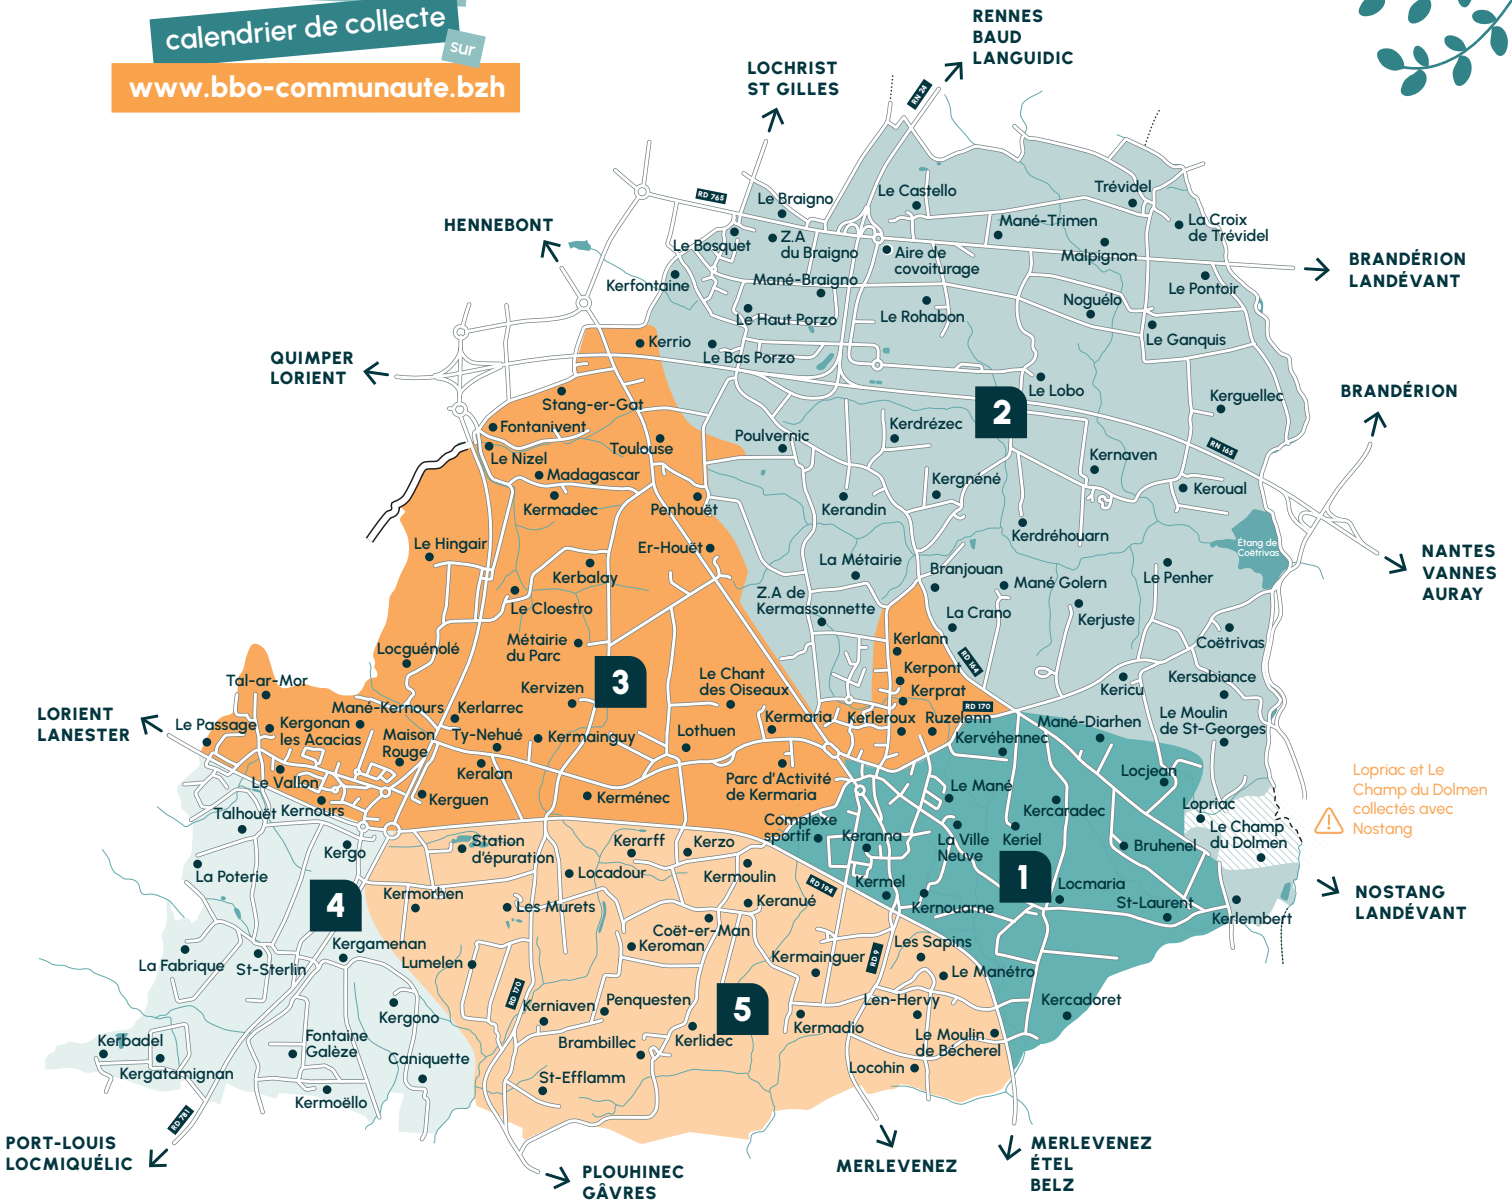 calendrier de collecte
sur
www.bbo-communaute.bzh
RENNES
BAUD
LANGUIDIC
LOCHRIST
ST GILLES
RN 24
HENNEBONT
RD 765
QUIMPER
LORIENT
BRANDÉRION
LANDÉVANT
BRANDÉRION
NANTES
VANNES
AURAY
Le Braigno
Le Castello
Trévidel
Mané-Trimen
La Croix
de Trévidel
Le Bosquet
Z.A
du Braigno
Aire de
covoiturage
Malpignon
Kerfontaine
Mané-Braigno
Le Pontoir
Noguélo
Le Haut Porzo
Le Rohabon
Le Ganquis
Kerrio
Le Bas Porzo
Le Lobo
Kerguellec
Stang-er-Gat
2
Fontanivent
Toulouse
Poulvernic
Kerdrézec
RN 165
Le Nizel
Madagascar
Kernaven
Kergnéné
Keroual
Kermadec
Penhouët
Kerandin
Kerdréhouarn
Étang de
Coëtrivas
Le Hingair
Er-Houët
La Métairie
Branjouan
Mané Golern
Le Penher
Kerbalay
Le Cloestro
Z.A de
Kermassonnette
La Crano
Kerjuste
Coëtrivas
Métairie
du Parc
Kerlann
Locguénolé
RD 164
Kerpont
Kersabiance
Tal-ar-Mor
3
Le Chant
des Oiseaux
Kerprat
Kericu
Kervizen
RD 170
LORIENT
LANESTER
Le Passage
Mané-Kernours
Kerlarrec
Kermaria
Kerleroux
Ruzelenn
Mané-Diarhen
Le Moulin
de St-Georges
Kergonan
les Acacias
Maison
Rouge
Ty-Nehué
Kermainguy
Lothuen
Kervéhennec
Locjean
Le Vallon
Keralan
Parc d'Activité
de Kermaria
Le Mané
Lopriac et Le
Champ du Dolmen
collectés avec
Nostang
Talhouët
Kernours
Kerguen
Kerménec
Kercaradec
Lopriac
Le Champ
du Dolmen
Complexe
sportif
Keranna
La Ville
Neuve
Keriel
Bruhenel
Kergo
Station
d'épuration
Kerarff
Kerzo
La Poterie
Locadour
Kermoulin
Kermel
1
Locmaria
RD 194
NOSTANG
LANDÉVANT
4
Kermorhen
Les Murets
Keranué
Kernouarne
St-Laurent
Kerlembert
Coët-er-Man
Keroman
Kergamenan
Les Sapins
La Fabrique
St-Sterlin
Lumelen
Kermainguer
RD 9
Le Manétro
RD 170
Kerniaven
Penquesten
5
Len-Hervy
Kercadoret
Kergono
Kermadio
Kerbadel
Fontaine
Galèze
Brambillec
Kerlidec
Le Moulin
de Bécherel
Caniquette
Kergatamignan
Locohin
St-Efflamm
Kermoëllo
RD 781
PORT-LOUIS
LOCMIQUÉLIC
PLOUHINEC
GÂVRES
MERLEVENEZ
MERLEVENEZ
ÉTEL
BELZ